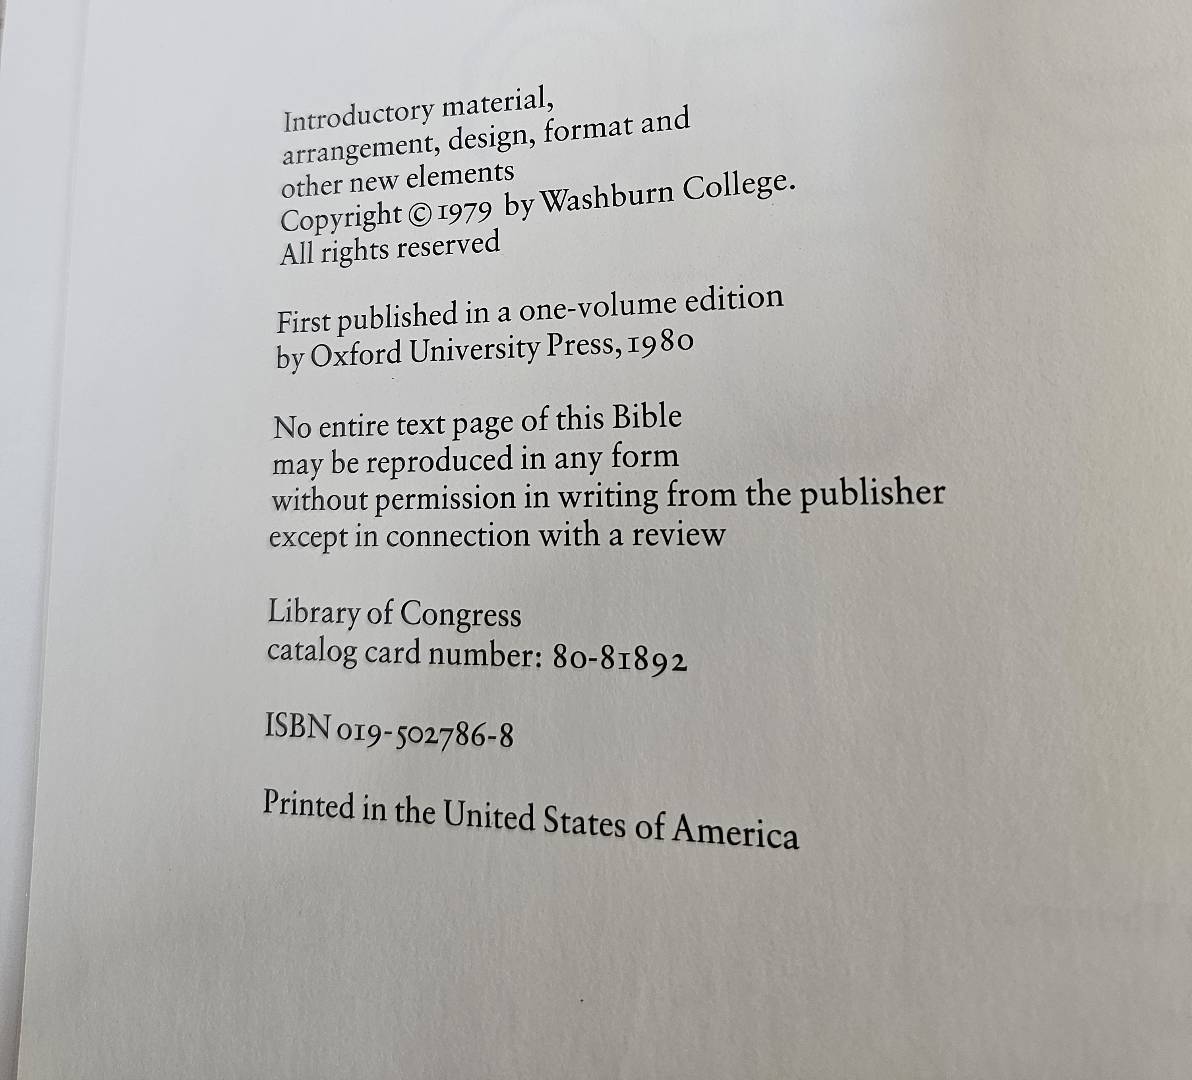 Introductory material,
arrangement, design, format and
other new elements
Copyright © 1979 by Washburn College.
All rights reserved
First published in a one-volume edition
by Oxford University Press, 1980
No entire text page of this Bible
may be reproduced in any form
without permission in writing from the publisher
except in connection with a review
Library of Congress
catalog card number: 80-81892
ISBN 019-502786-8
Printed in the United States of America